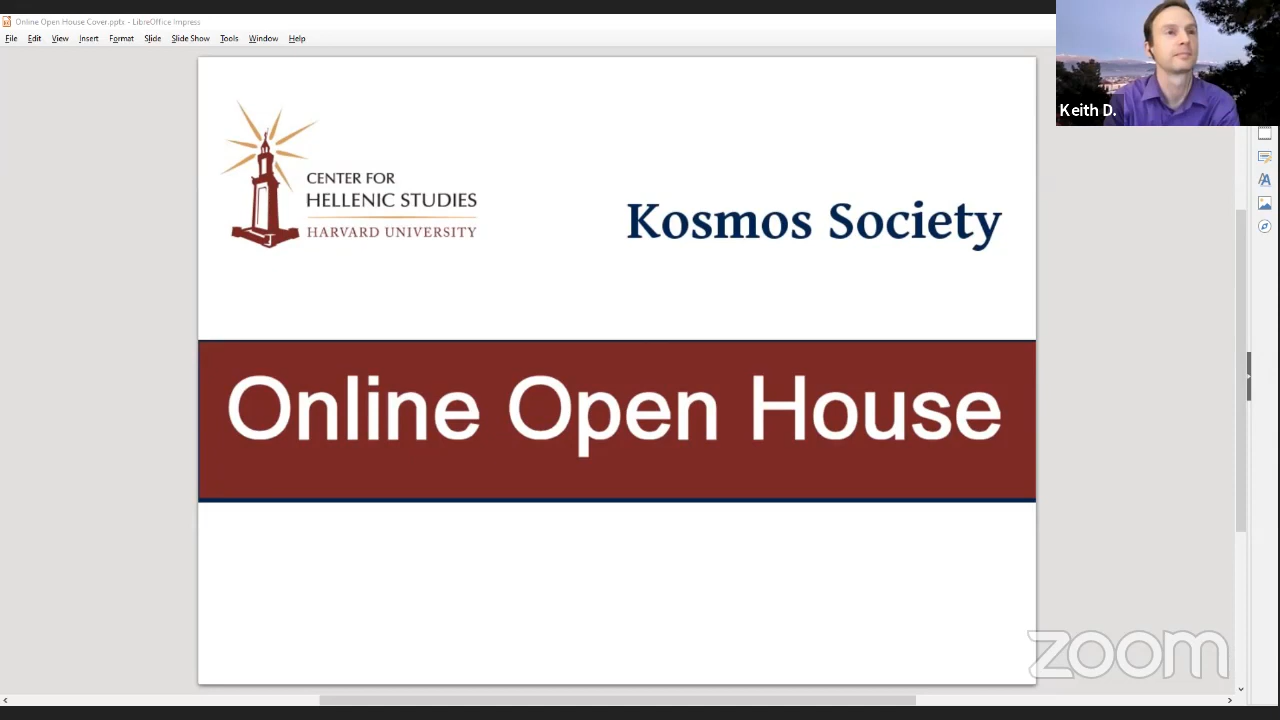 Online Open House Cover.pptx - LibreOffice Impress
File Edit View Insert Format Slide Slide Show Tools Window Help
Keith D.
CENTER FOR
HELLENIC STUDIES
HARVARD UNIVERSITY
Kosmos Society
Online Open House
zoom